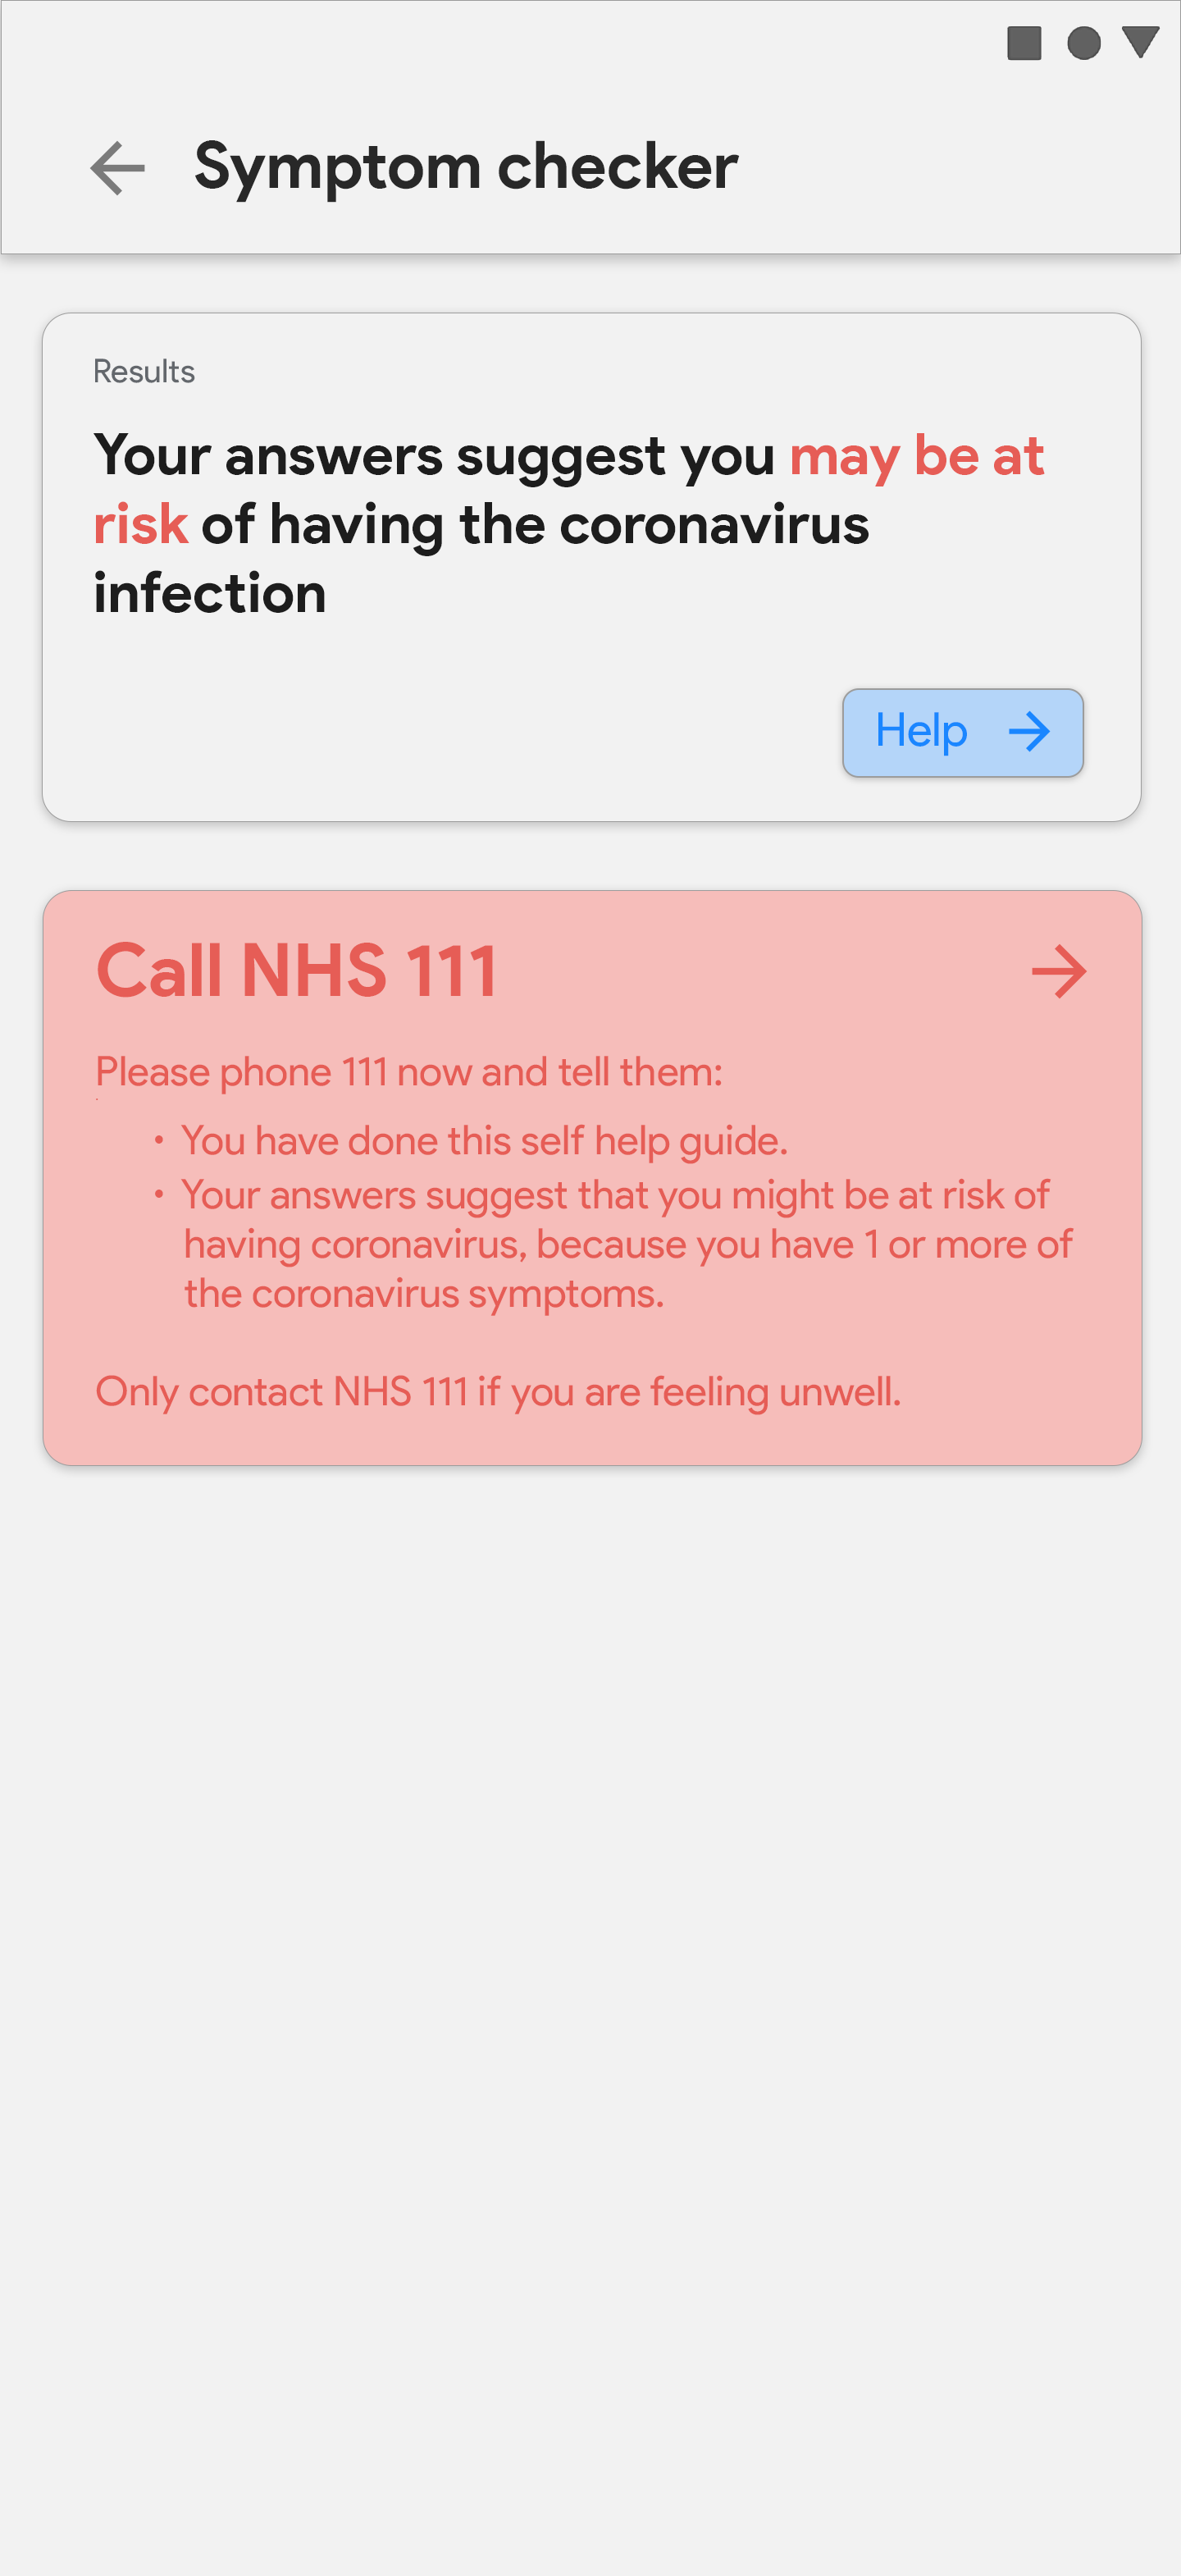 Symptom checker
Results
Your answers suggest you may be at
risk of having the coronavirus
infection
Help
Call NHS 111
Please phone 111 now and tell them:
• You have done this self help guide.
• Your answers suggest that you might be at risk of
having coronavirus, because you have 1 or more of
the coronavirus symptoms.
Only contact NHS 111 if you are feeling unwell.